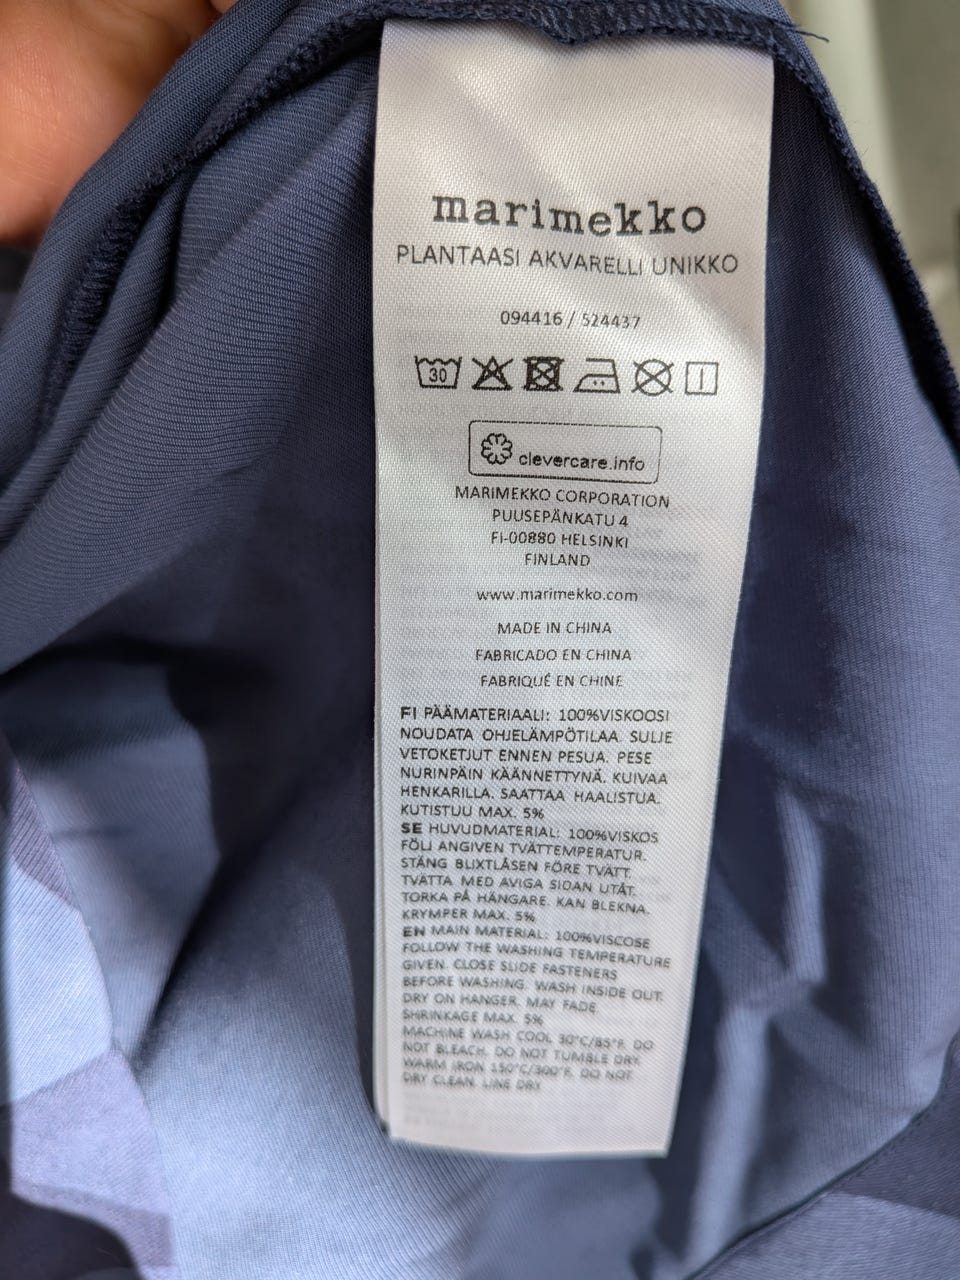 marimekko
PLANTAASI AKVARELLI UNIKKO
094416 / 524437
30
clevercare.info
MARIMEKKO CORPORATION
PUUSEPÄNKATU 4
FI-00880 HELSINKI
FINLAND
www.marimekko.com
MADE IN CHINA
FABRICADO EN CHINA
FABRIQUÉ EN CHINE
FI PÄÄMATERIAALI: 100%VISKOOSI
NOUDATA OHJELÄMPÖTILAA. SULJE
VETOKETJUT ENNEN PESUA. PESE
NURINPÄIN KÄÄNNETTYNÄ. KUIVAA
HENKARILLA. SAATTAA HAALISTUA.
KUTISTUU MAX. 5%
SE HUVUDMATERIAL: 100%VISKOS
FÖLJ ANGIVEN TVÄTTEMPERATUR.
STÄNG BLIXTLÅSEN FÖRE TVÄTT.
TVÄTTA MED AVIGA SIDAN UTÅT.
TORKA PÅ HÄNGARE. KAN BLEKNA.
KRYMPER MAX. 5%
EN MAIN MATERIAL: 100%VISCOSE
FOLLOW THE WASHING TEMPERATURE
GIVEN. CLOSE SLIDE FASTENERS
BEFORE WASHING. WASH INSIDE OUT.
DRY ON HANGER. MAY FADE.
SHRINKAGE MAX. 5%
MACHINE WASH COOL 30°C/85°F. DO
NOT BLEACH. DO NOT TUMBLE DRY.
WARM IRON 150°C/300°F. DO NOT
DRY CLEAN. LINE DRY